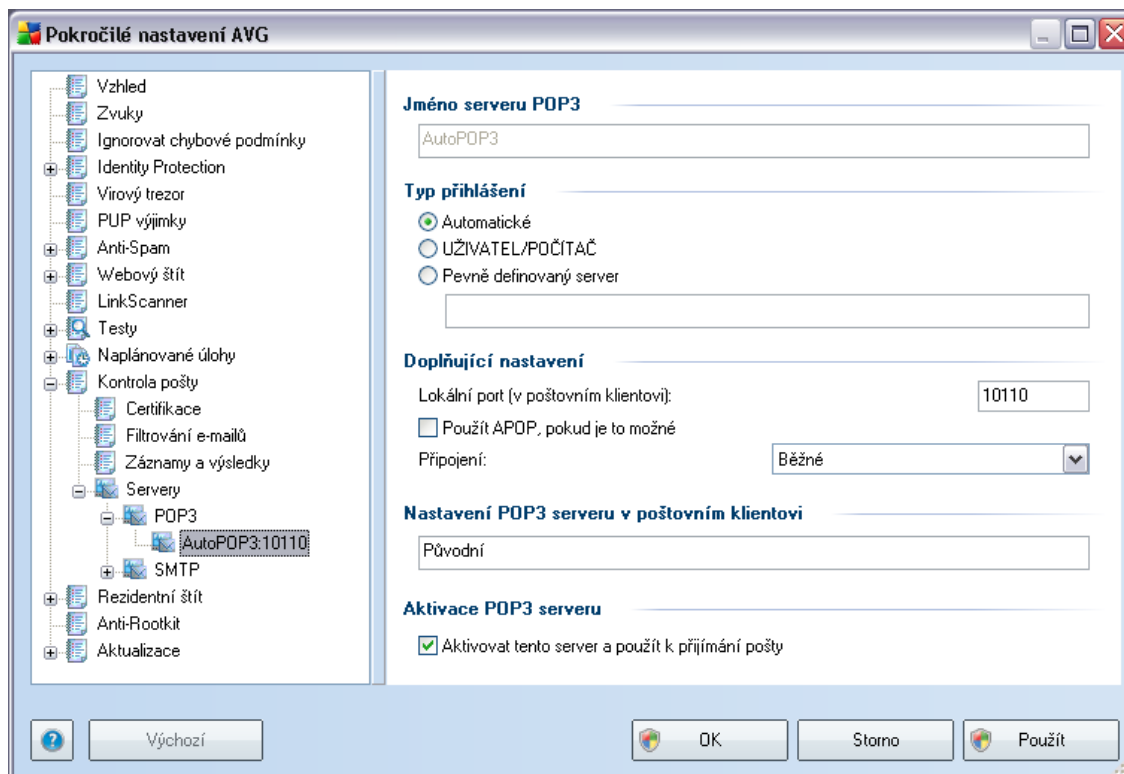 Pokročilé nastavení AVG
Vzhled
Zvuky
Ignorovat chybové podmínky
Identity Protection
Virový trezor
PUP výjimky
Anti-Spam
Webový štít
LinkScanner
Testy
Naplánované úlohy
Kontrola pošty
Certifikace
Filtrování e-mailů
Záznamy a výsledky
Servery
POP3
AutoPOP3:10110
SMTP
Rezidentní štít
Anti-Rootkit
Aktualizace
Jméno serveru POP3
AutoPOP3
Typ přihlášení
Automatické
UŽIVATEL/POČÍTAČ
Pevně definovaný server
Doplňující nastavení
Lokální port (v poštovním klientovi): 10110
Použít APOP, pokud je to možné
Připojení: Běžné
Nastavení POP3 serveru v poštovním klientovi
Původní
Aktivace POP3 serveru
Aktivovat tento server a použít k přijímání pošty
? Výchozí OK Storno Použít